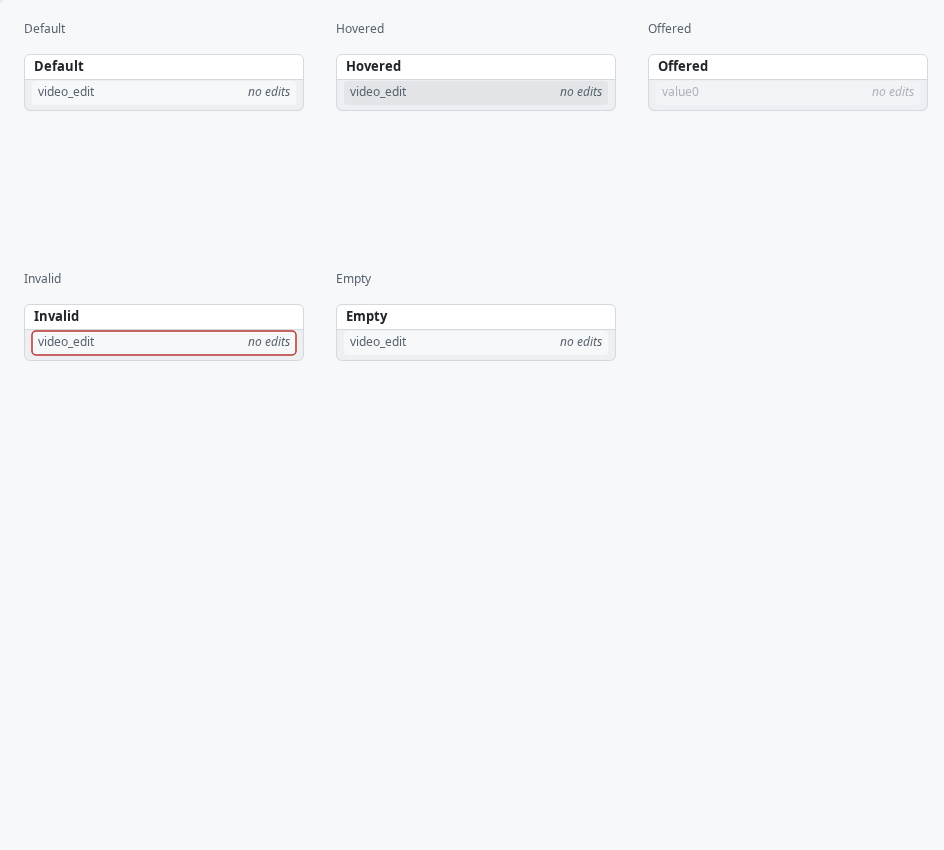 Default
Hovered
Offered
Default
Hovered
Offered
video_edit no edits
video_edit no edits
value0 no edits
Invalid
Empty
Invalid
Empty
video_edit no edits
video_edit no edits